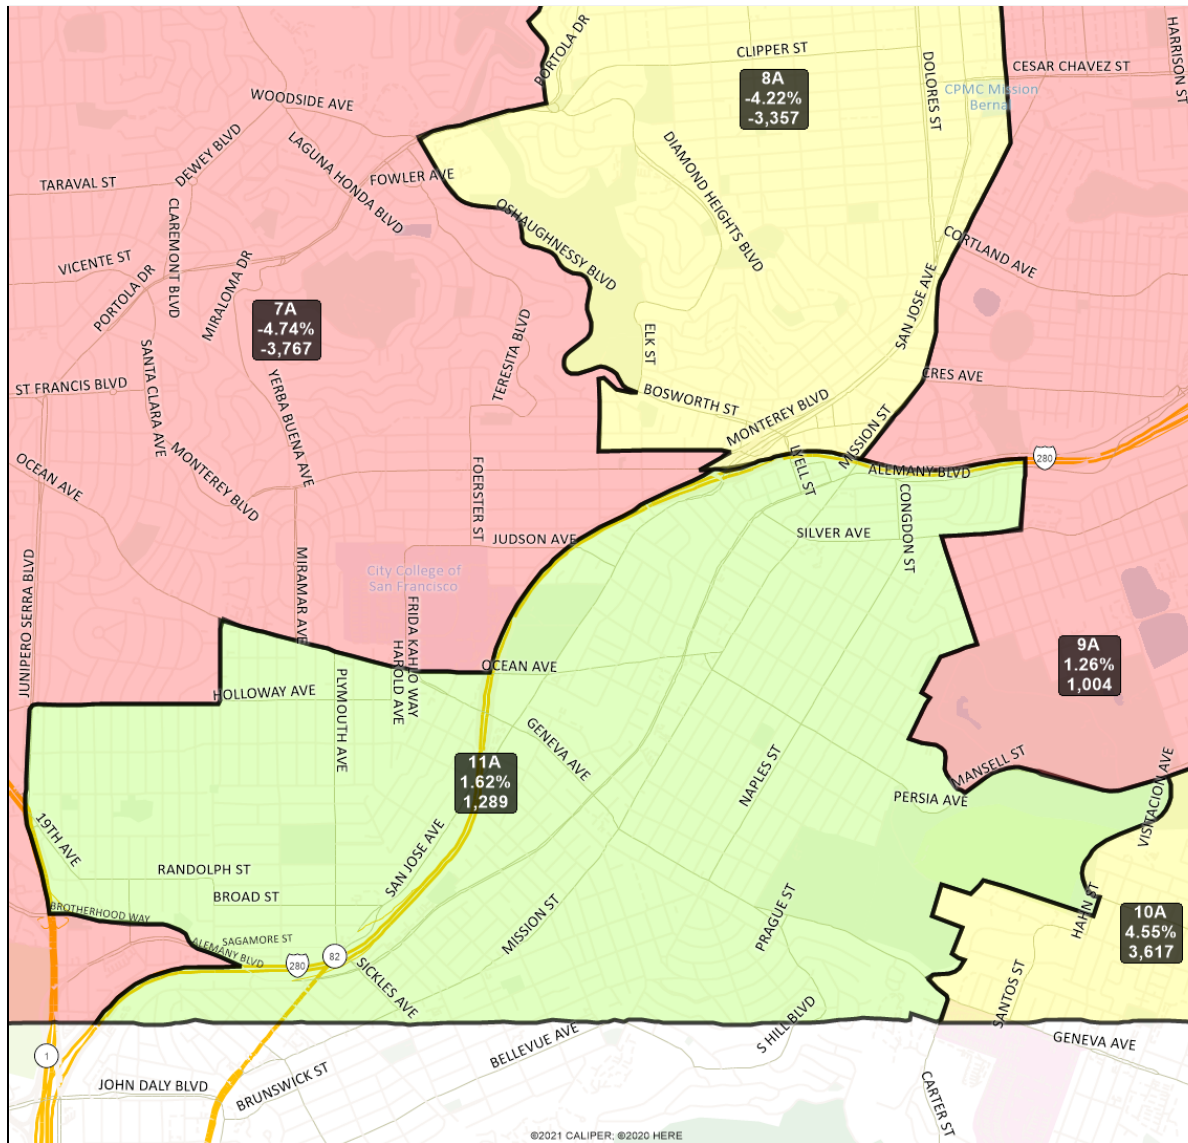 PORTOLA DR
CLIPPER ST
DOLORES ST
HARRISON ST
CESAR CHAVEZ ST
8A
-4.22%
-3,357
CPMC Mission
Bernal
WOODSIDE AVE
DEWEY BLVD
LAGUNA HONDA BLVD
DIAMOND HEIGHTS BLVD
TARAVAL ST
FOWLER AVE
CLAREMONT BLVD
OSHAUGHNESSY BLVD
CORTLAND AVE
VICENTE ST
PORTOLA DR
MIRALOMA DR
SAN JOSE AVE
7A
-4.74%
-3,767
TERESITA BLVD
ELK ST
SANTA CLARA AVE
ST FRANCIS BLVD
YERBA BUENA AVE
CRES AVE
BOSWORTH ST
MONTEREY BLVD
MISSION ST
OCEAN AVE
MONTEREY BLVD
FOERSTER ST
LYELL ST
ALEMANY BLVD
280
CONGDON ST
SILVER AVE
JUDSON AVE
JUNIPERO SERRA BLVD
MIRAMAR AVE
City College of
San Francisco
FRIDA KAHLO WAY
HAROLD AVE
OCEAN AVE
9A
1.26%
1,004
HOLLOWAY AVE
PLYMOUTH AVE
GENEVA AVE
NAPLES ST
11A
1.62%
1,289
MANSELL ST
VISITACION AVE
PERSIA AVE
19TH AVE
SAN JOSE AVE
RANDOLPH ST
BROAD ST
BROTHERHOOD WAY
MISSION ST
PRAGUE ST
HAHN ST
10A
4.55%
3,617
SAGAMORE ST
ALEMANY BLVD
280
82
SICKLES AVE
SANTOS ST
S HILL BLVD
BELLEVUE AVE
GENEVA AVE
1
JOHN DALY BLVD
BRUNSWICK ST
CARTER ST
©2021 CALIPER; ©2020 HERE